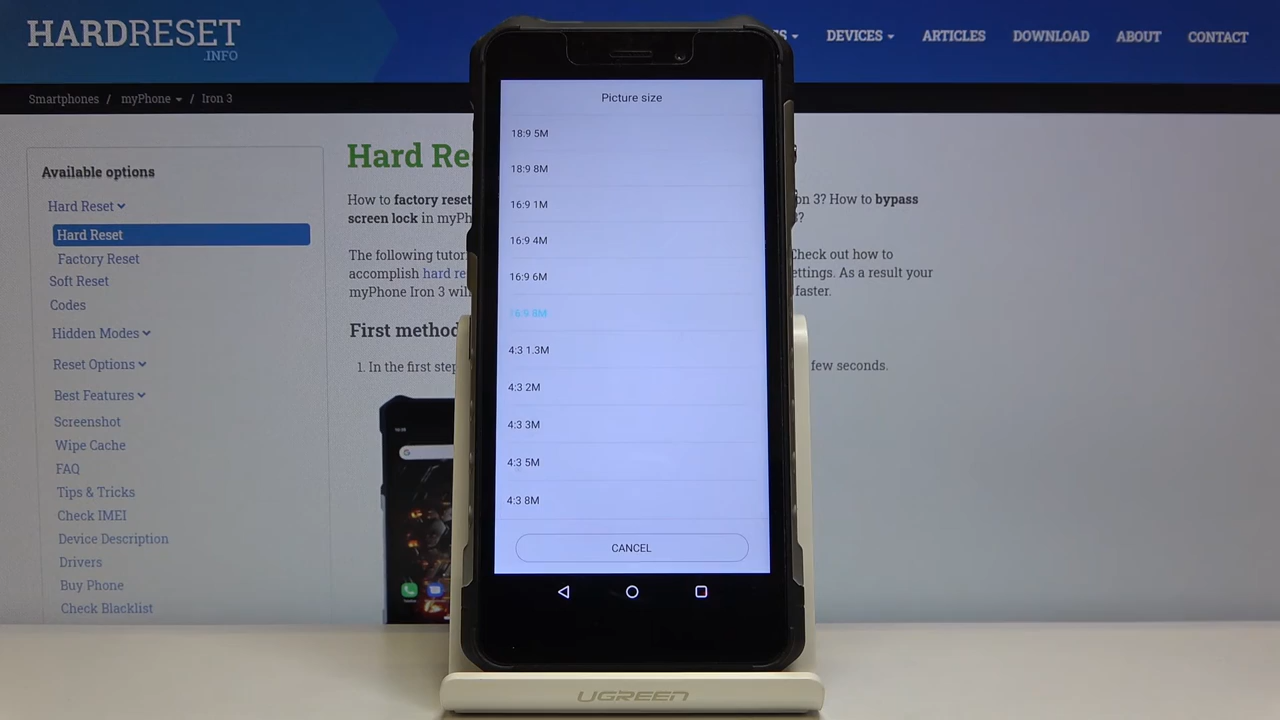 HARDRESET
.INFO
DEVICES
ARTICLES
DOWNLOAD
ABOUT
CONTACT
Smartphones / myPhone / Iron 3
Available options
Hard Reset
Hard Reset
Factory Reset
Soft Reset
Codes
Hidden Modes
Reset Options
Best Features
Screenshot
Wipe Cache
FAQ
Tips & Tricks
Check IMEI
Device Description
Drivers
Buy Phone
Check Blacklist
Hard Re
How to factory reset
screen lock in myPh
on 3? How to bypass
3?
The following tutor
accomplish hard re
myPhone Iron 3 will
Check out how to
ettings. As a result your
faster.
First method
1. In the first step
few seconds.
Picture size
18:9 5M
18:9 8M
16:9 1M
16:9 4M
16:9 6M
16:9 8M
4:3 1.3M
4:3 2M
4:3 3M
4:3 5M
4:3 8M
CANCEL
UGREEN